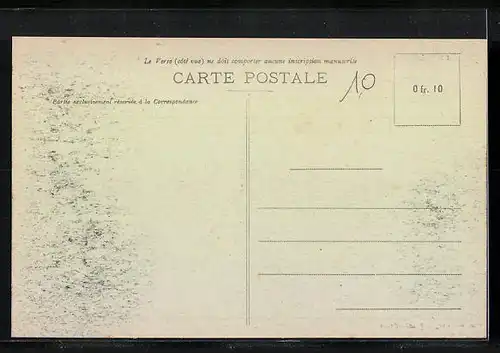 Le Verso (côté vue) ne doit comporter aucune inscription manuscrite
CARTE POSTALE
10
0 fr. 10
Partie exclusivement réservée à la Correspondance